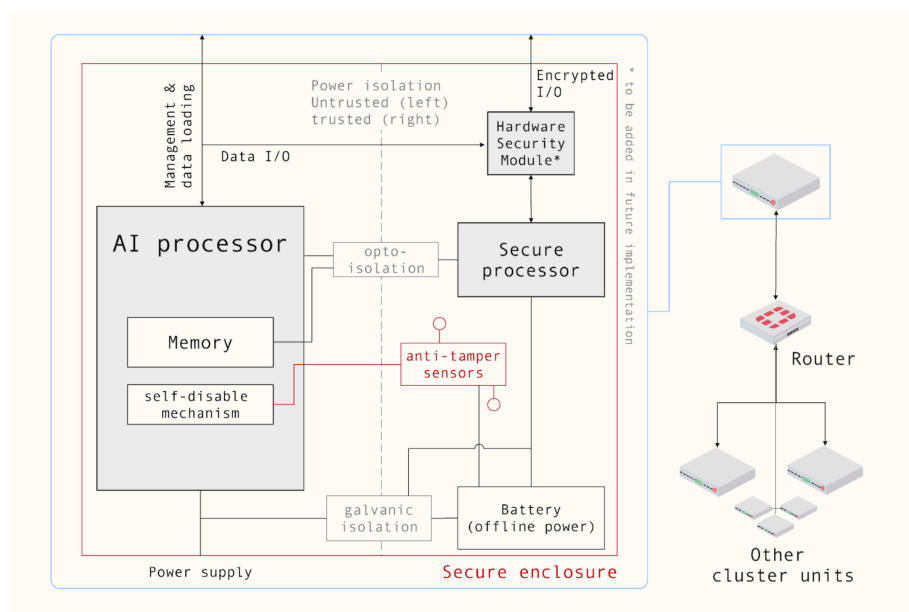 Management &
data loading
Power isolation
Untrusted (left)
trusted (right)
Encrypted
I/O
* to be added in future implementation
Data I/O
Hardware
Security
Module*
AI processor
opto-
isolation
Secure
processor
Memory
anti-tamper
sensors
self-disable
mechanism
Router
galvanic
isolation
Battery
(offline power)
Power supply
Secure enclosure
Other
cluster units